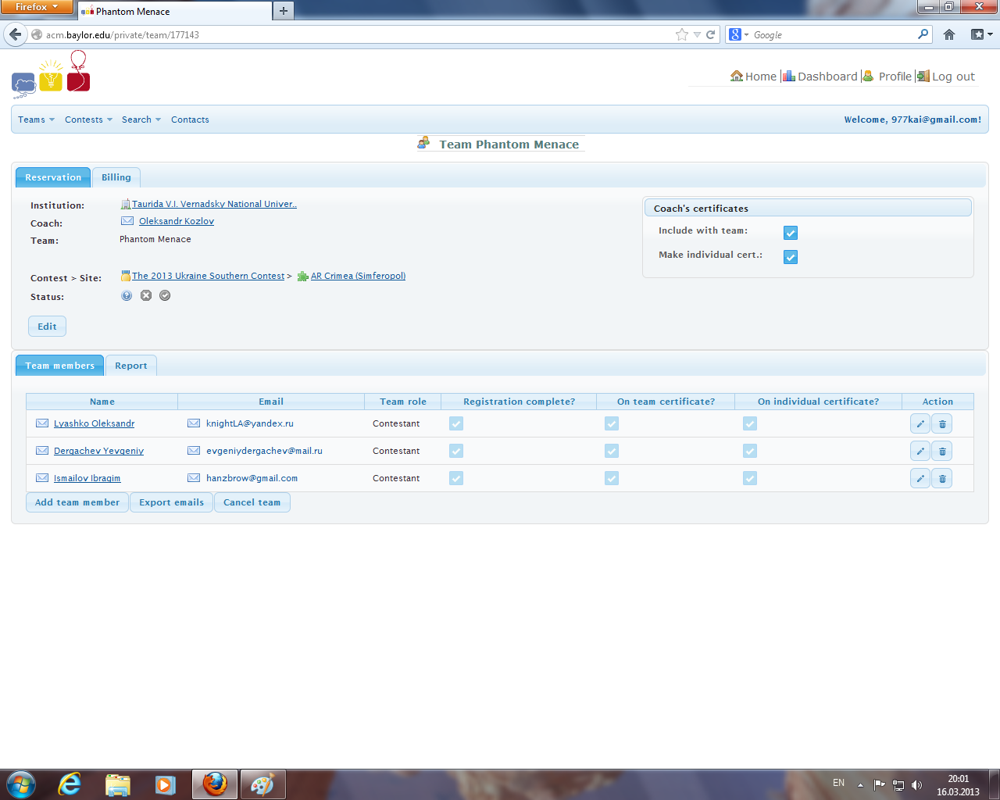 Firefox
Phantom Menace
acm.baylor.edu/private/team/177143
Google
Home
Dashboard
Profile
Log out
Teams
Contests
Search
Contacts
Welcome, 977kai@gmail.com!
Team Phantom Menace
Reservation
Billing
Institution:
Taurida V.I. Vernadsky National Univer..
Coach:
Oleksandr Kozlov
Team:
Phantom Menace
Contest > Site:
The 2013 Ukraine Southern Contest >
AR Crimea (Simferopol)
Status:
Edit
Coach's certificates
Include with team:
Make individual cert.:
Team members
Report
Name Email Team role Registration complete? On team certificate? On individual certificate? Action
Lyashko Oleksandr knightLA@yandex.ru Contestant
Dergachev Yevgeniy evgeniydergachev@mail.ru Contestant
Ismailov Ibragim hanzbrow@gmail.com Contestant
Add team member
Export emails
Cancel team
EN
20:01
16.03.2013